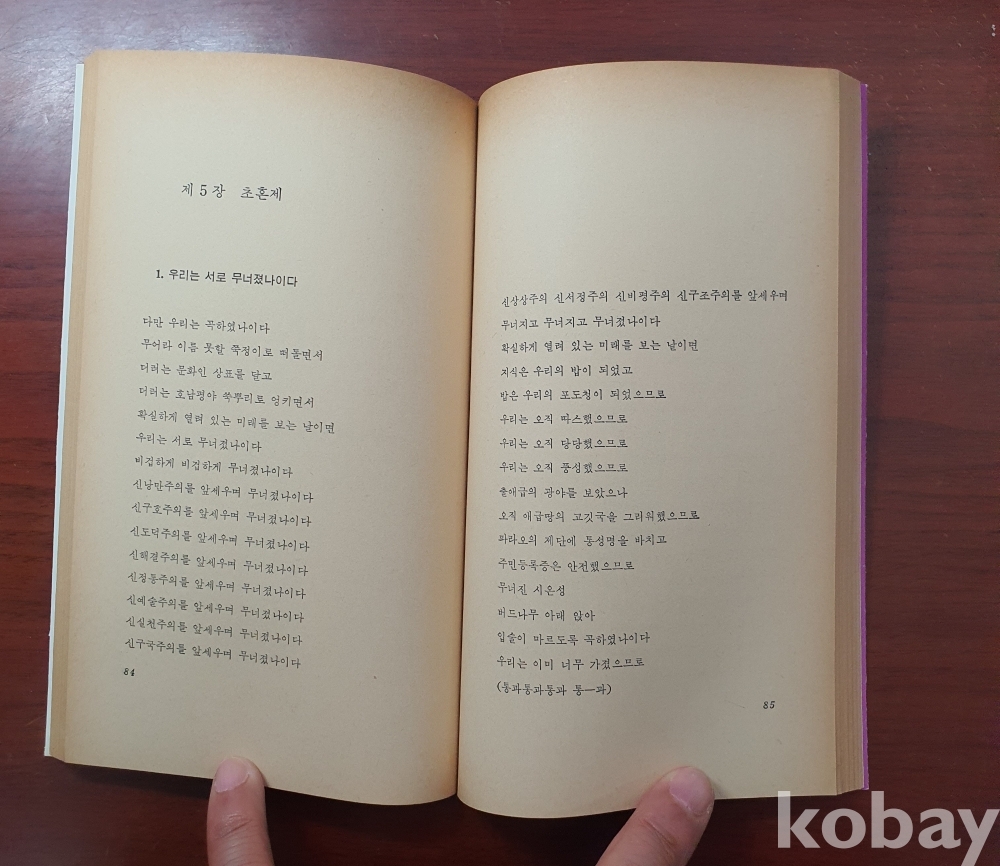 제 5 장 초혼제
1. 우리는 서로 무너졌나이다
다만 우리는 곡하였나이다
무어라 이름 못할 쭉정이로 떠돌면서
더러는 문화인 상표를 달고
더러는 호남평야 쑥뿌리로 엉키면서
확실하게 열려 있는 미래를 보는 날이면
우리는 서로 무너졌나이다
비겁하게 비겁하게 무너졌나이다
신낭만주의를 앞세우며 무너졌나이다
신구호주의를 앞세우며 무너졌나이다
신도덕주의를 앞세우며 무너졌나이다
신해결주의를 앞세우며 무너졌나이다
신정통주의를 앞세우며 무너졌나이다
신예술주의를 앞세우며 무너졌나이다
신실천주의를 앞세우며 무너졌나이다
신구국주의를 앞세우며 무너졌나이다
84
신상상주의 신서정주의 신비평주의 신구조주의를 앞세우며
무너지고 무너지고 무너졌나이다
확실하게 열려 있는 미래를 보는 날이면
지식은 우리의 밥이 되었고
밥은 우리의 포도청이 되었으므로
우리는 오직 따스했으므로
우리는 오직 당당했으므로
우리는 오직 풍성했으므로
출애급의 광야를 보았으나
오직 애급땅의 고깃국을 그리워했으므로
파라오의 제단에 통성명을 바치고
주민등록증은 안전했으므로
무너진 시온성
버드나무 아래 앉아
입술이 마르도록 곡하였나이다
우리는 이미 너무 가졌으므로
(통과통과통과 통—과)
85
kobay